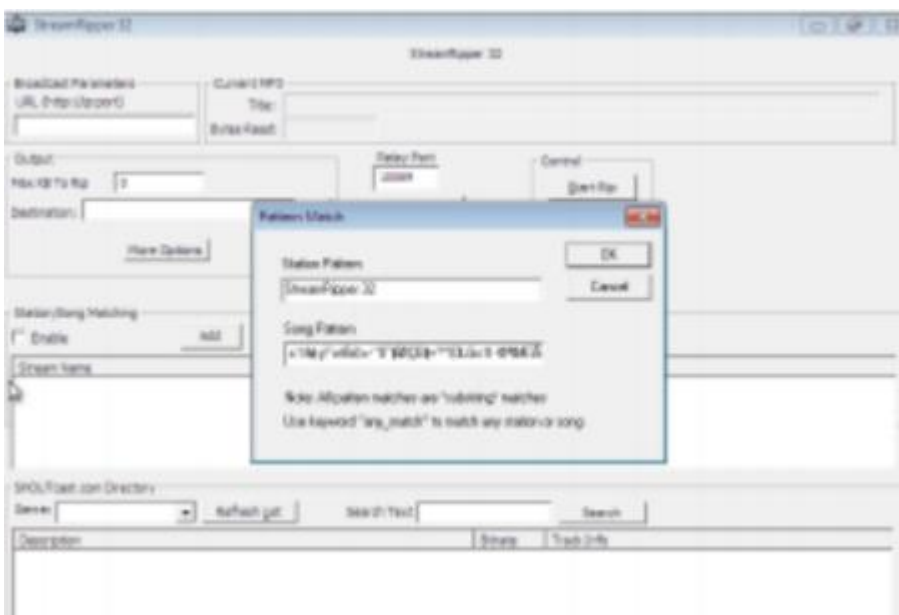 StreamRipper 32
StreamRipper 32
Broadcast Parameters
URL (http://ip:port)
Current MP3
Title:
Bytes Read:
Output
Max KB To Rip 0
Destination:
More Options
Relay Port
Control
Start Rip
Pattern Match
Station Pattern
StreamRipper 32
OK
Cancel
Song Pattern
Note: All pattern matches are "substring" matches
Use keyword "any_match" to match any station or song
Station/Song Matching
Enable
Add
Stream Name
SHOUTcast.com Directory
Genre:
Refresh List
Search Text
Search
Description
Bitrate
Track Info